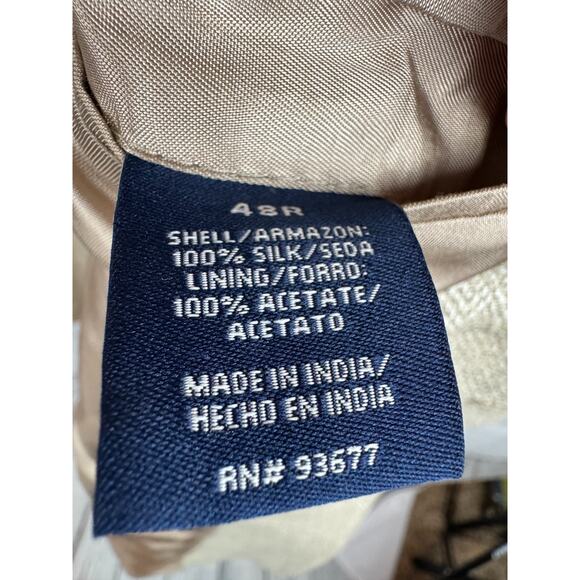 48R
SHELL/ARMAZON:
100% SILK/SEDA
LINING/FORRO:
100% ACETATE/
ACETATO
MADE IN INDIA/
HECHO EN INDIA
RN# 93677